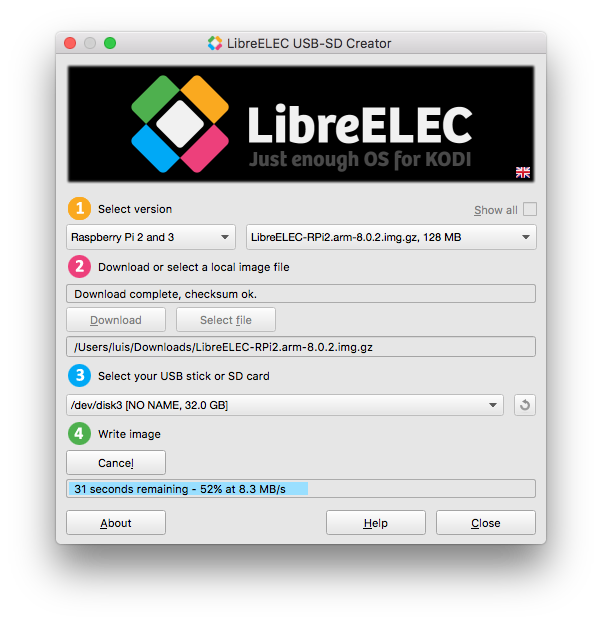 LibreELEC USB-SD Creator
LibreELEC
Just enough OS for KODI
1 Select version
Show all
Raspberry Pi 2 and 3
LibreELEC-RPi2.arm-8.0.2.img.gz, 128 MB
2 Download or select a local image file
Download complete, checksum ok.
Download
Select file
/Users/luis/Downloads/LibreELEC-RPi2.arm-8.0.2.img.gz
3 Select your USB stick or SD card
/dev/disk3 [NO NAME, 32.0 GB]
4 Write image
Cancel
31 seconds remaining - 52% at 8.3 MB/s
About
Help
Close